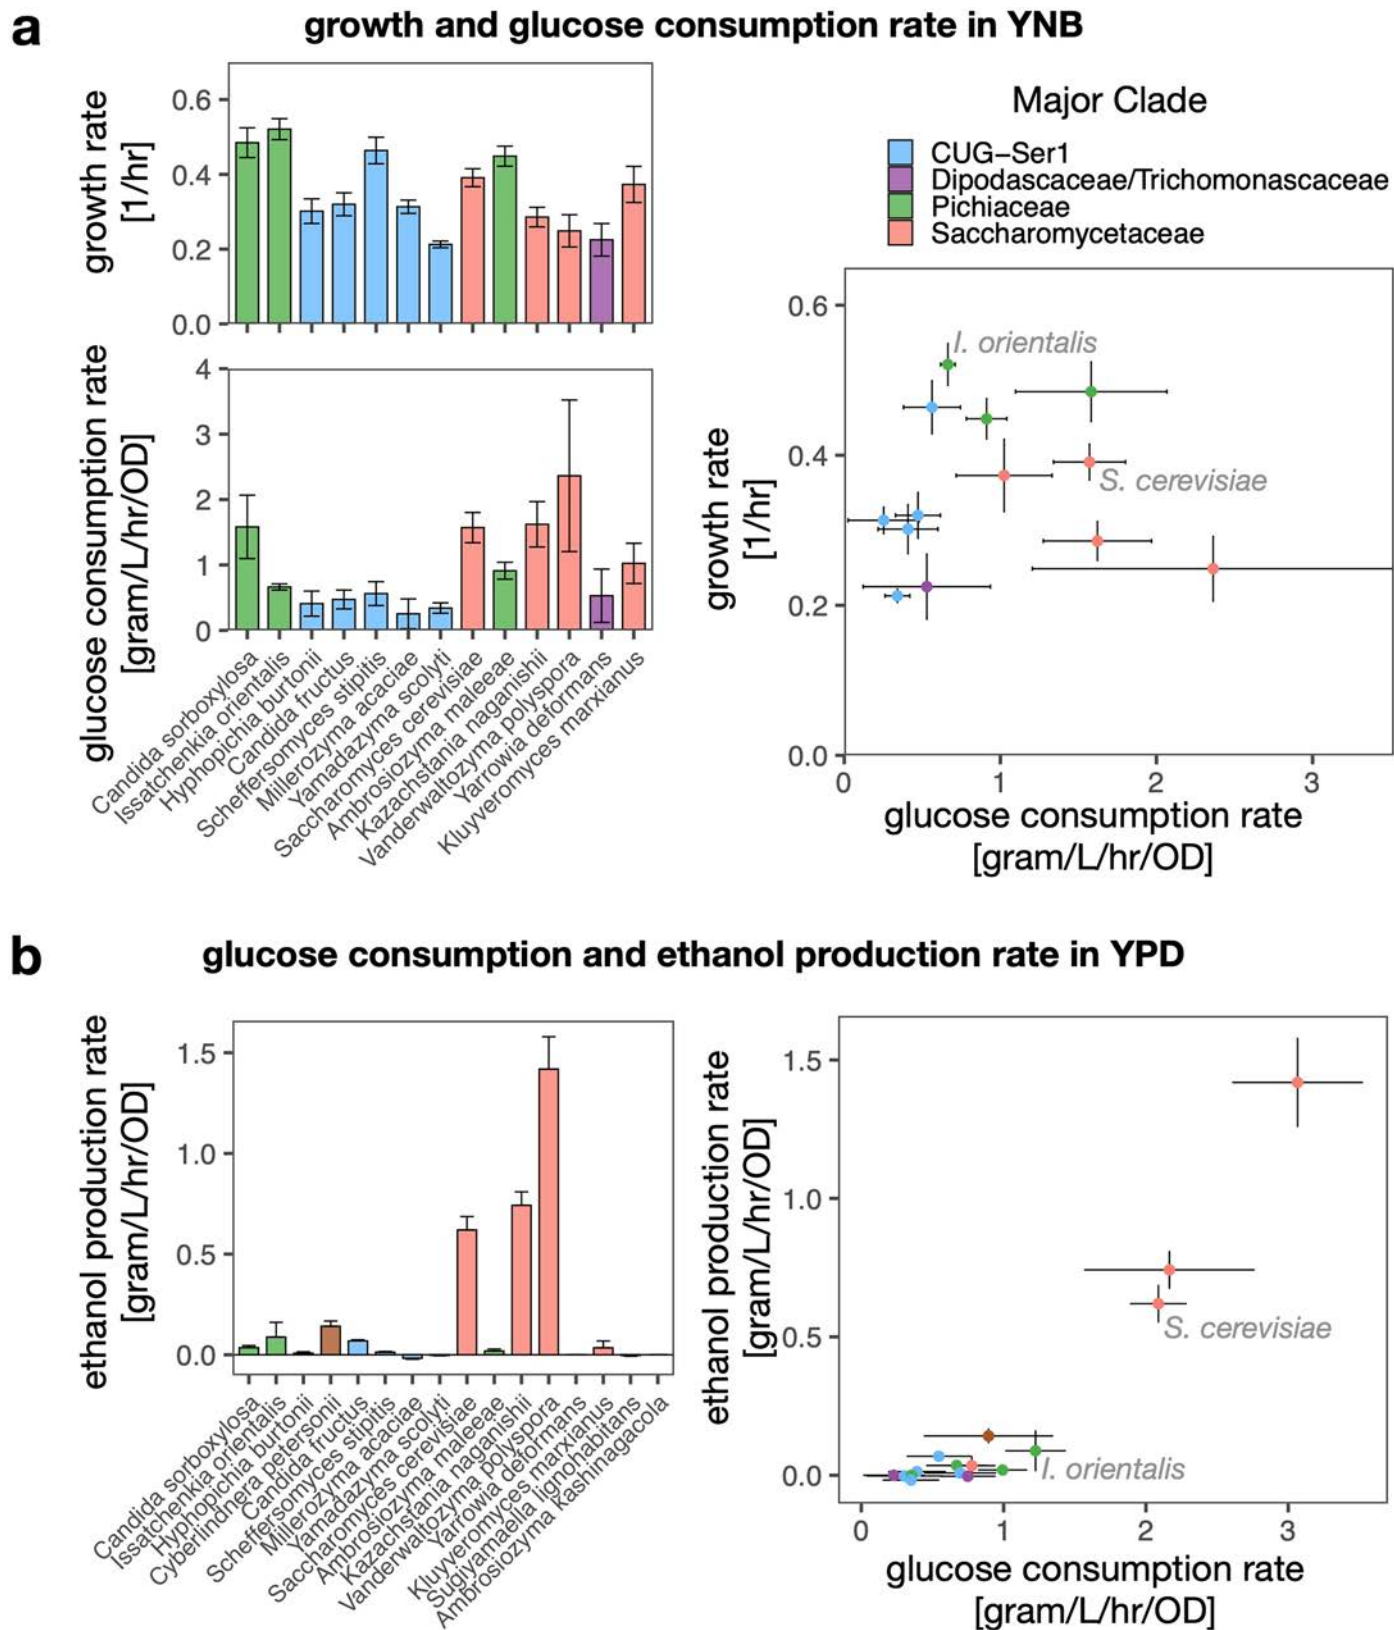 a
growth and glucose consumption rate in YNB
growth rate
[1/hr]
0.6
0.4
0.2
0.0
glucose consumption rate
[gram/L/hr/OD]
4
3
2
1
0
Candida sorboxylosa
Issatchenkia orientalis
Hyphopichia burtonii
Candida fructus
Scheffersomyces stipitis
Millerozyma acaciae
Yamadazyma scolyti
Saccharomyces cerevisiae
Ambrosiozyma maleeae
Kazachstania naganishii
Vanderwaltozyma polyspora
Yarrowia deformans
Kluyveromyces marxianus
Major Clade
CUG–Ser1
Dipodascaceae/Trichomonascaceae
Pichiaceae
Saccharomycetaceae
growth rate
[1/hr]
0.6
0.4
0.2
0.0
I. orientalis
S. cerevisiae
0 1 2 3
glucose consumption rate
[gram/L/hr/OD]
b
glucose consumption and ethanol production rate in YPD
ethanol production rate
[gram/L/hr/OD]
1.5
1.0
0.5
0.0
Candida sorboxylosa
Issatchenkia orientalis
Hyphopichia burtonii
Cyberlindnera petersonii
Candida fructus
Scheffersomyces stipitis
Millerozyma acaciae
Yamadazyma scolyti
Saccharomyces cerevisiae
Ambrosiozyma maleeae
Kazachstania naganishii
Vanderwaltozyma polyspora
Yarrowia deformans
Kluyveromyces marxianus
Sugiyamaella lignohabitans
Ambrosiozyma kashinagacola
ethanol production rate
[gram/L/hr/OD]
1.5
1.0
0.5
0.0
S. cerevisiae
I. orientalis
0 1 2 3
glucose consumption rate
[gram/L/hr/OD]